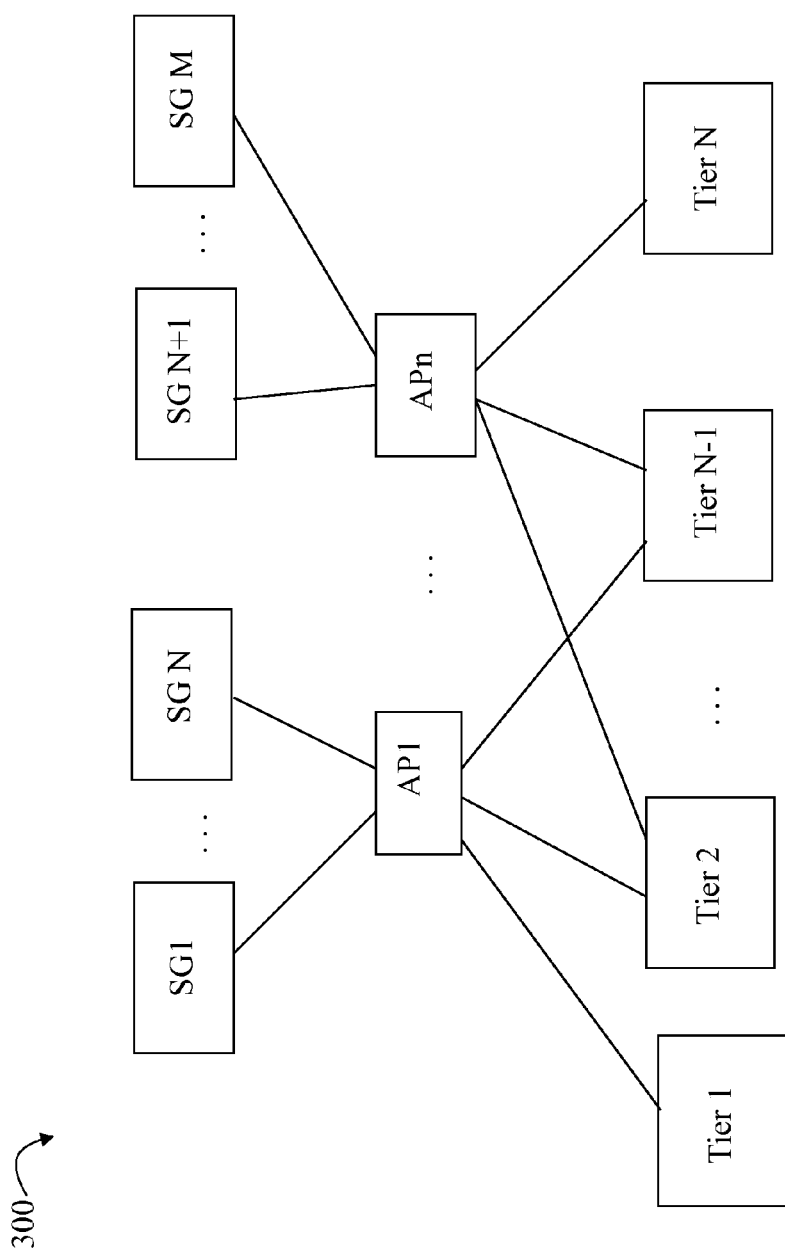 300
SG1
. . .
SG N
SG N+1
. . .
SG M
AP1
. . .
APn
Tier 1
Tier 2
. . .
Tier N-1
Tier N